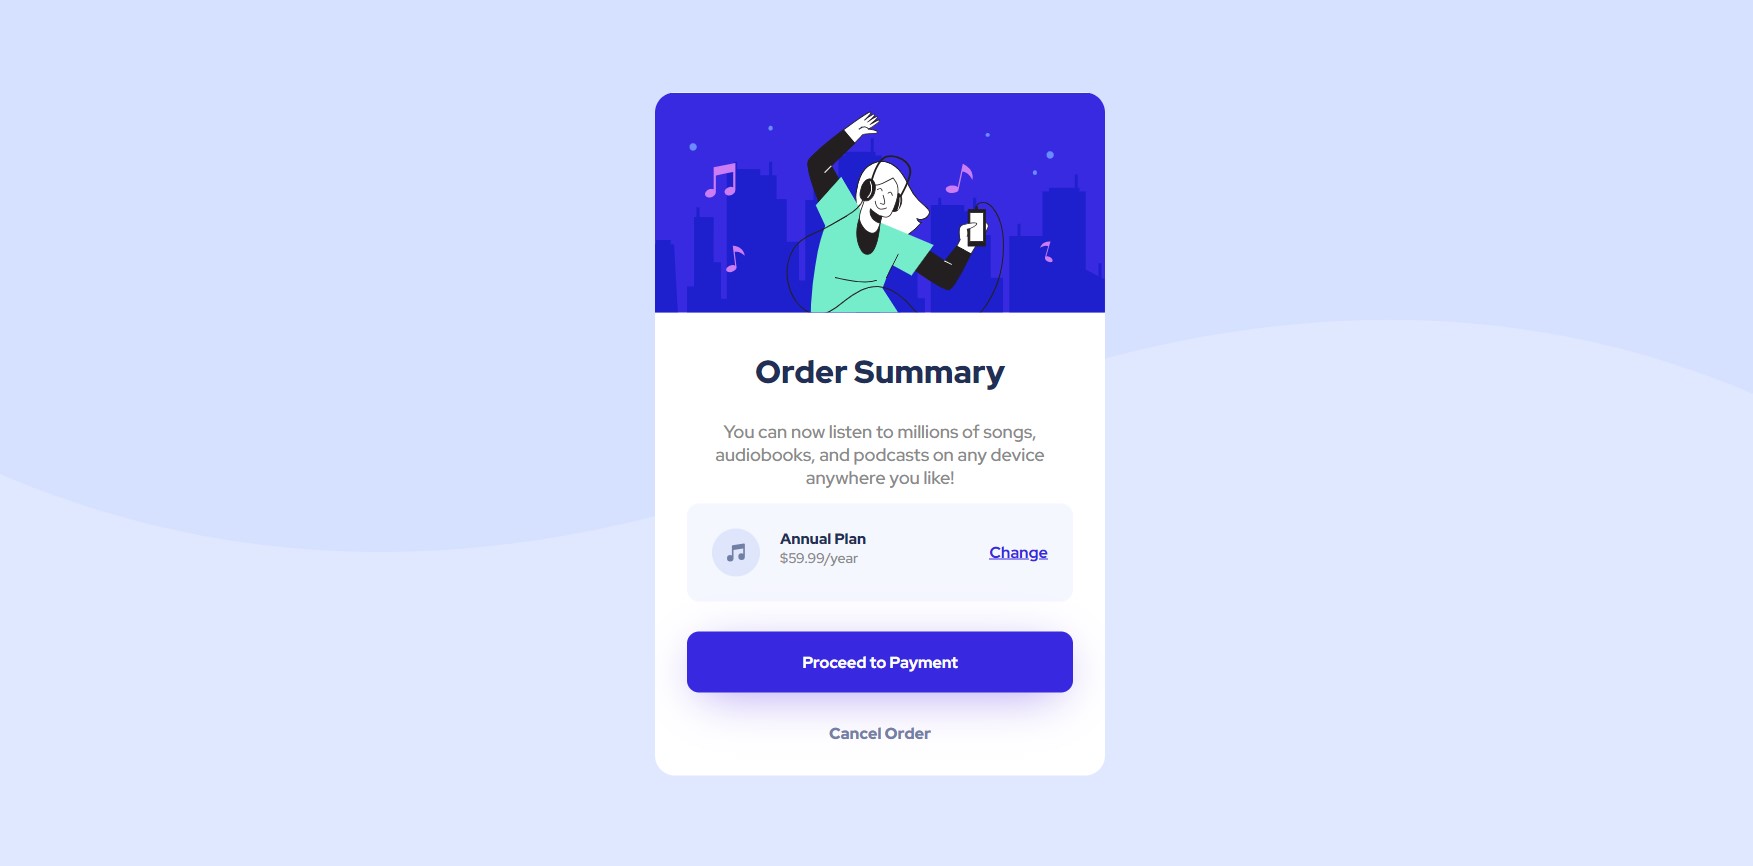 Order Summary
You can now listen to millions of songs,
audiobooks, and podcasts on any device
anywhere you like!
Annual Plan
$59.99/year
Change
Proceed to Payment
Cancel Order